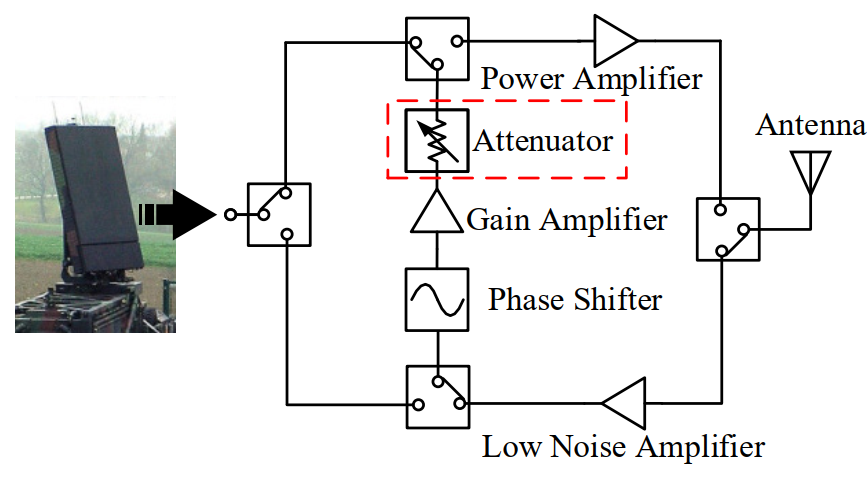 Power Amplifier
Antenna
Attenuator
Gain Amplifier
Phase Shifter
Low Noise Amplifier